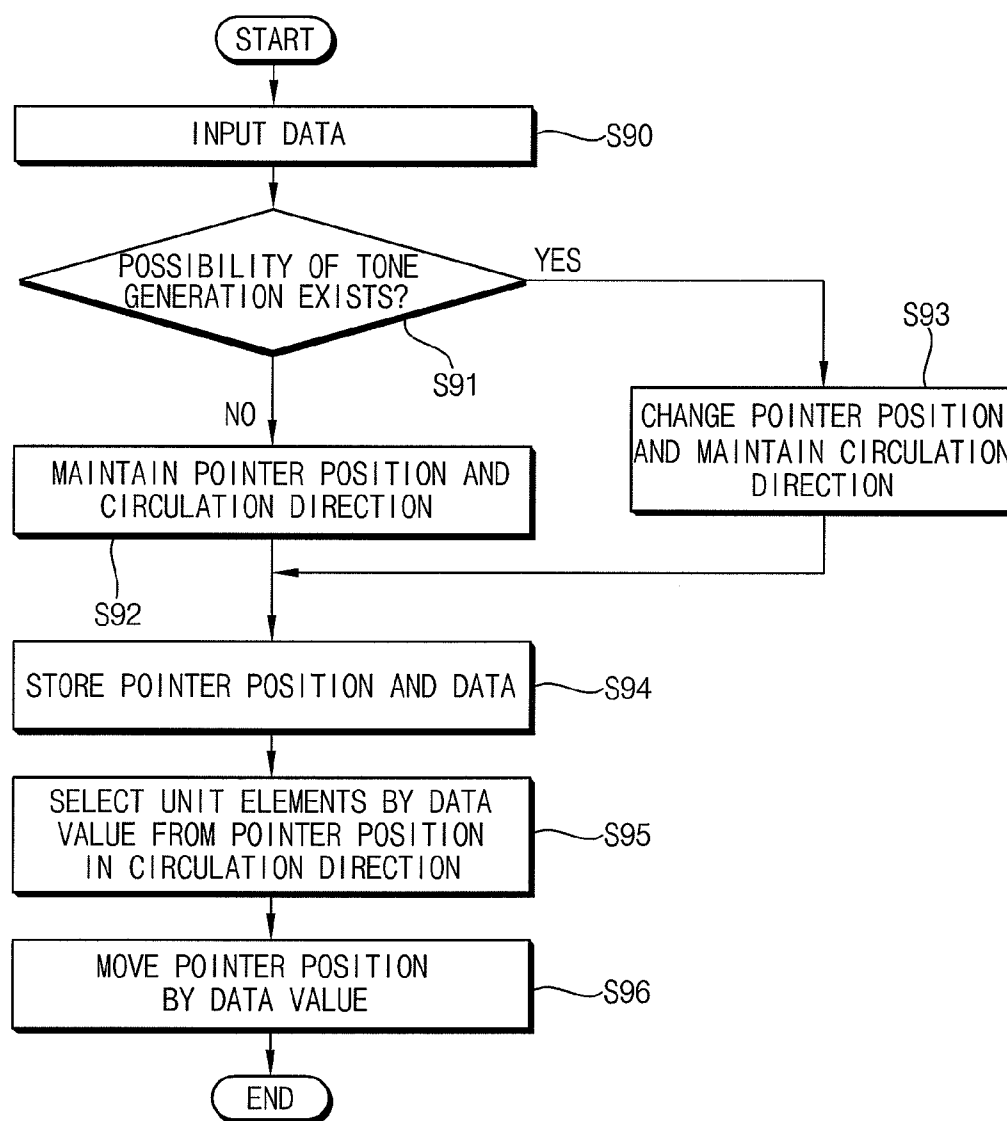 START
INPUT DATA
S90
POSSIBILITY OF TONE
GENERATION EXISTS?
YES
S91
S93
NO
CHANGE POINTER POSITION
AND MAINTAIN CIRCULATION
DIRECTION
MAINTAIN POINTER POSITION AND
CIRCULATION DIRECTION
S92
STORE POINTER POSITION AND DATA
S94
SELECT UNIT ELEMENTS BY DATA
VALUE FROM POINTER POSITION
IN CIRCULATION DIRECTION
S95
MOVE POINTER POSITION
BY DATA VALUE
S96
END